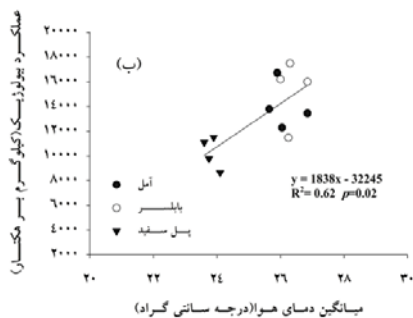 عملکرد بیولوژیک(کیلوگرم بر هکتار)
۲۰۰۰۰
۱۸۰۰۰
۱۶۰۰۰
۱۴۰۰۰
۱۲۰۰۰
۱۰۰۰۰
۸۰۰۰
۶۰۰۰
۴۰۰۰
۲۰۰۰
(ب)
y = 1838x - 32245
R²= 0.62 p=0.02
آمل
بابلسر
پل سفید
۲۰ ۲۲ ۲۴ ۲۶ ۲۸ ۳۰
میانگین دمای هوا(درجه سانتی گراد)